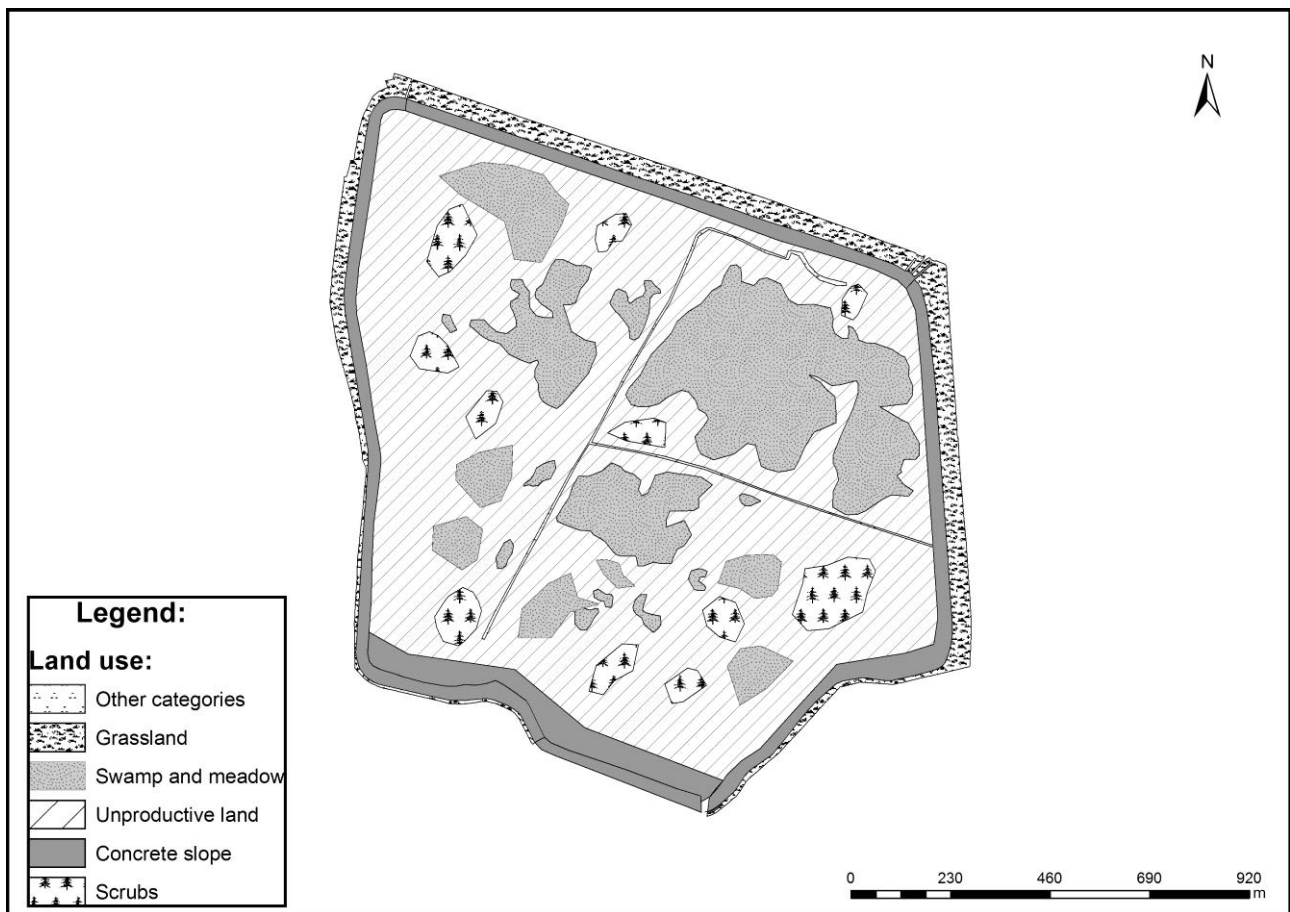 N
Legend:
Land use:
Other categories
Grassland
Swamp and meadow
Unproductive land
Concrete slope
Scrubs
0 230 460 690 920
m